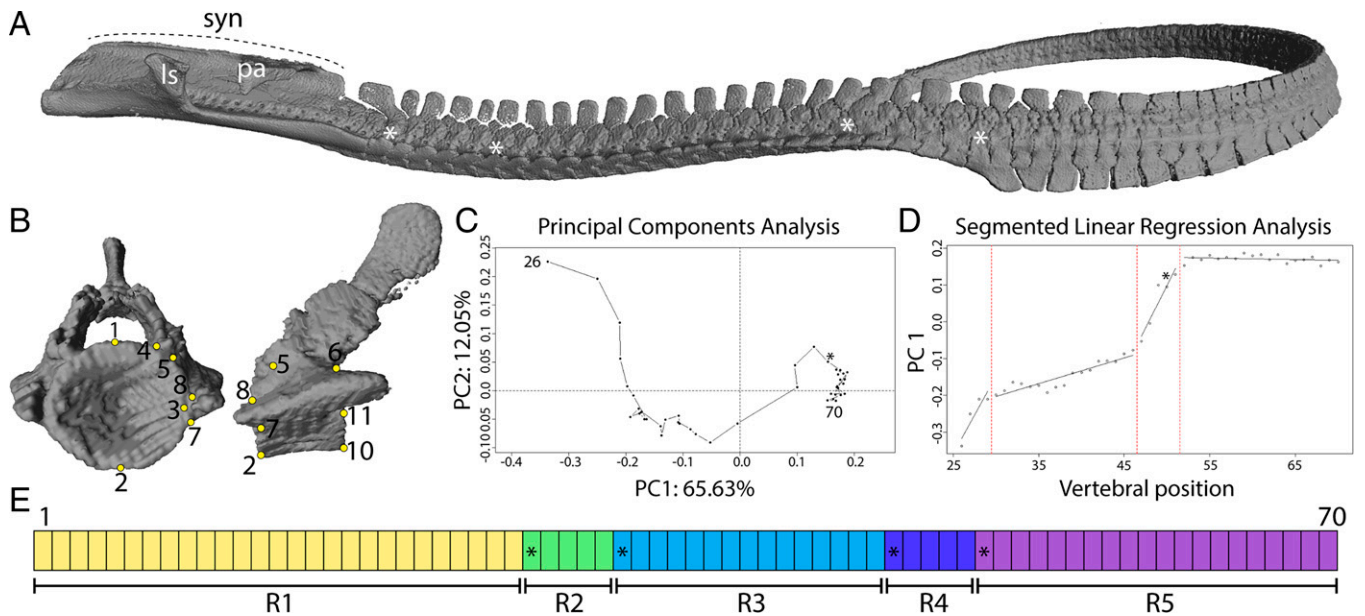 A
syn
ls
pa
*
*
*
*
B
1
4
5
8
3
7
2
5
6
8
11
7
10
2
C
Principal Components Analysis
PC2: 12.05%
0.25
0.20
0.15
0.10
0.05
0.0
-0.05
-0.10
26
*
70
-0.4 -0.3 -0.2 -0.1 0.0 0.1 0.2
PC1: 65.63%
D
Segmented Linear Regression Analysis
PC 1
0.2
0.1
0.0
-0.1
-0.2
-0.3
*
25 35 45 55 65
Vertebral position
E
1 70
* * * *
R1 R2 R3 R4 R5